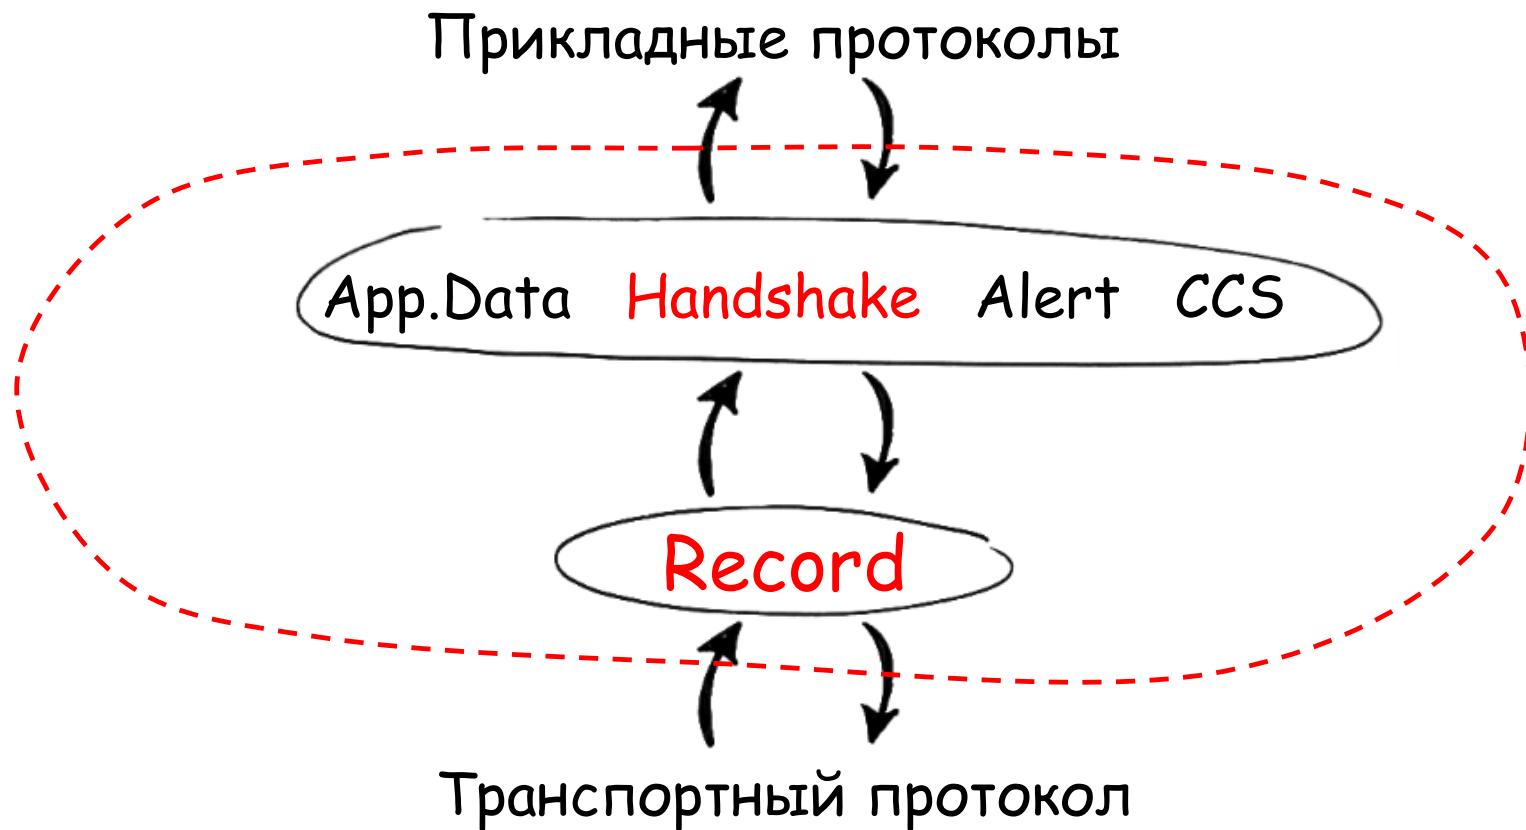 Прикладные протоколы
App.Data Handshake Alert CCS
Record
Транспортный протокол